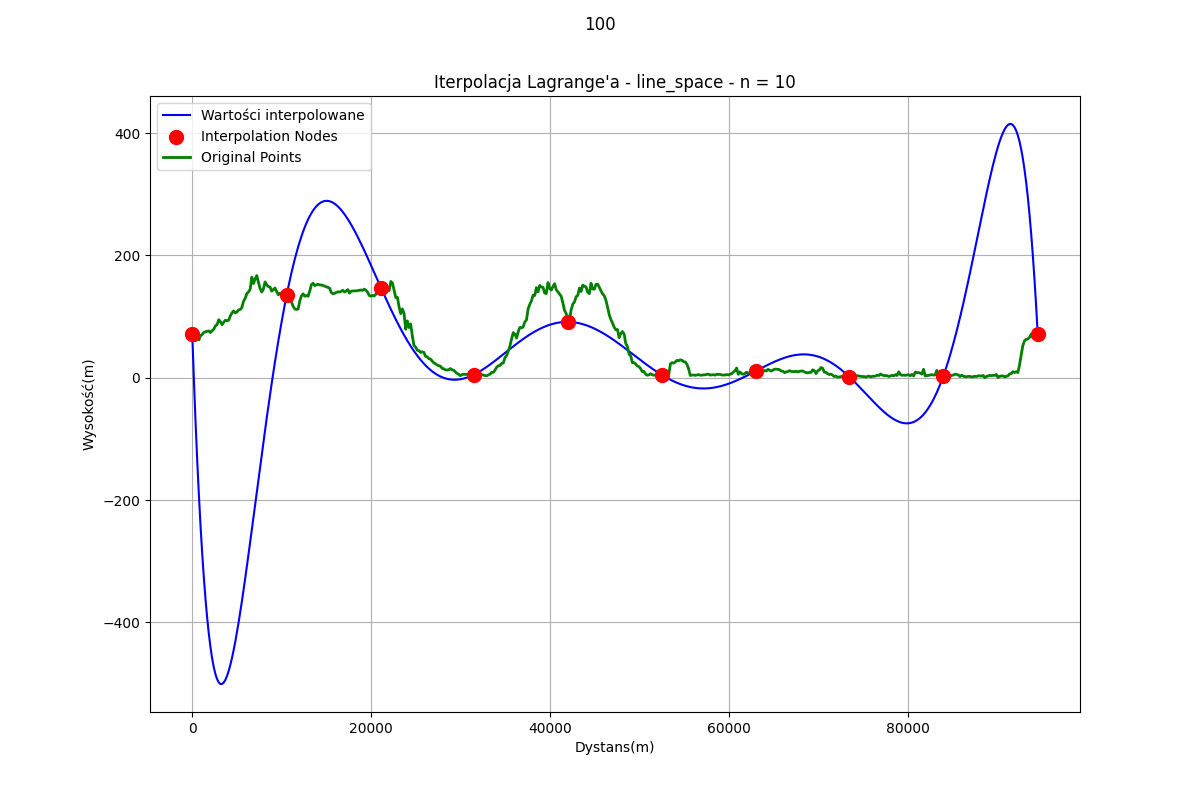 100
Iterpolacja Lagrange'a - line_space - n = 10
Wartości interpolowane
Interpolation Nodes
Original Points
400
200
0
−200
−400
Wysokość(m)
0 20000 40000 60000 80000
Dystans(m)